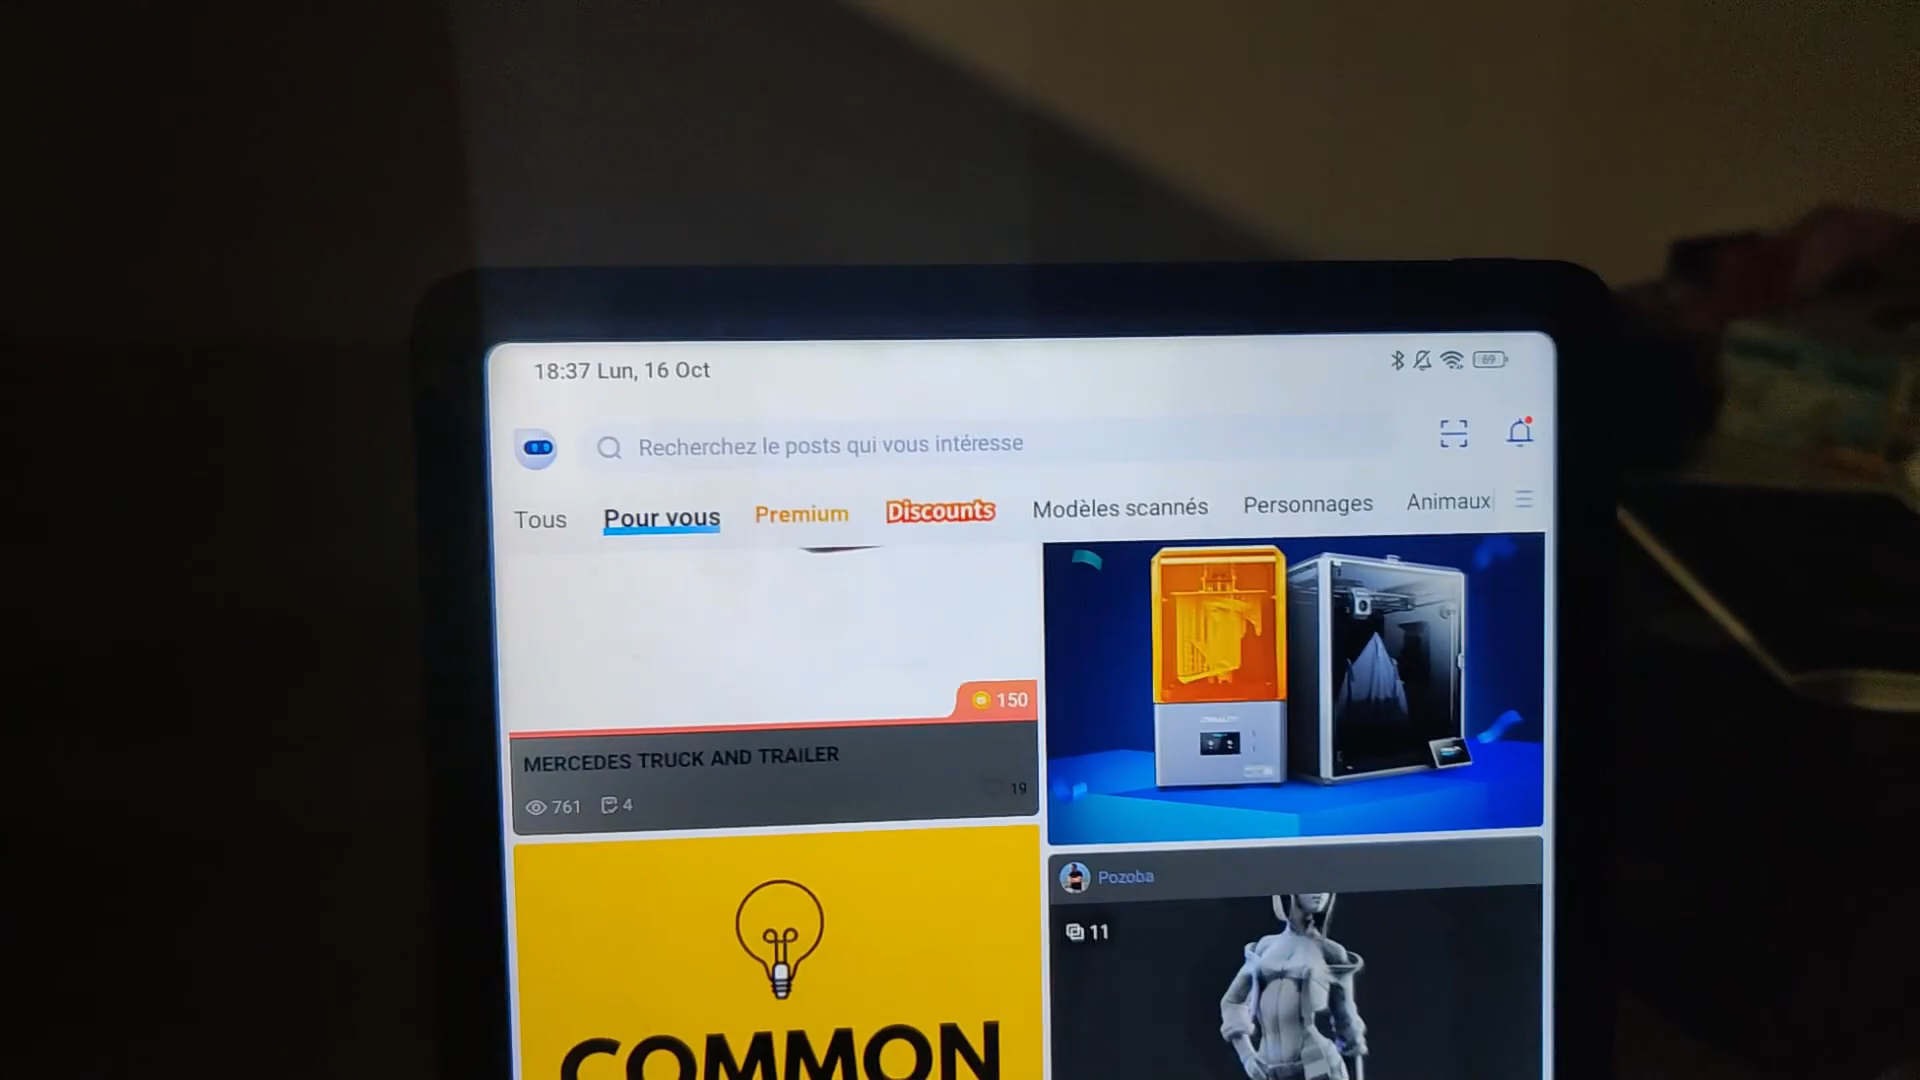 18:37 Lun, 16 Oct
69
Recherchez le posts qui vous intéresse
Tous Pour vous Premium Discounts Modèles scannés Personnages Animaux
150
MERCEDES TRUCK AND TRAILER
761 4 19
COMMON
Pozoba
11